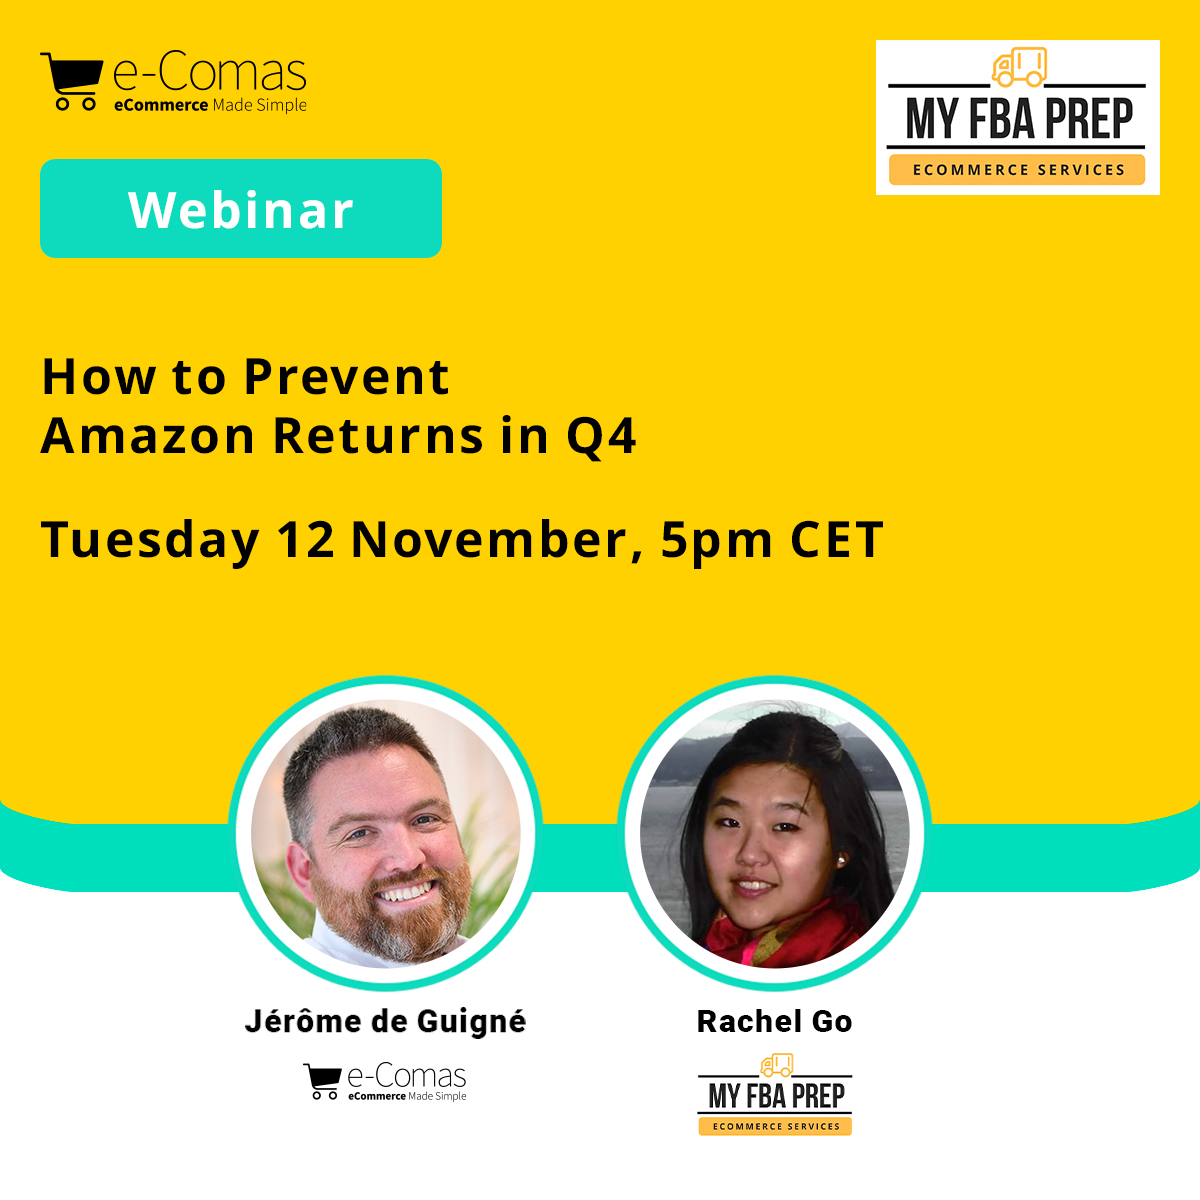 e-Comas
eCommerce Made Simple
MY FBA PREP
ECOMMERCE SERVICES
Webinar
How to Prevent
Amazon Returns in Q4
Tuesday 12 November, 5pm CET
Jérôme de Guigné
e-Comas
eCommerce Made Simple
Rachel Go
MY FBA PREP
ECOMMERCE SERVICES